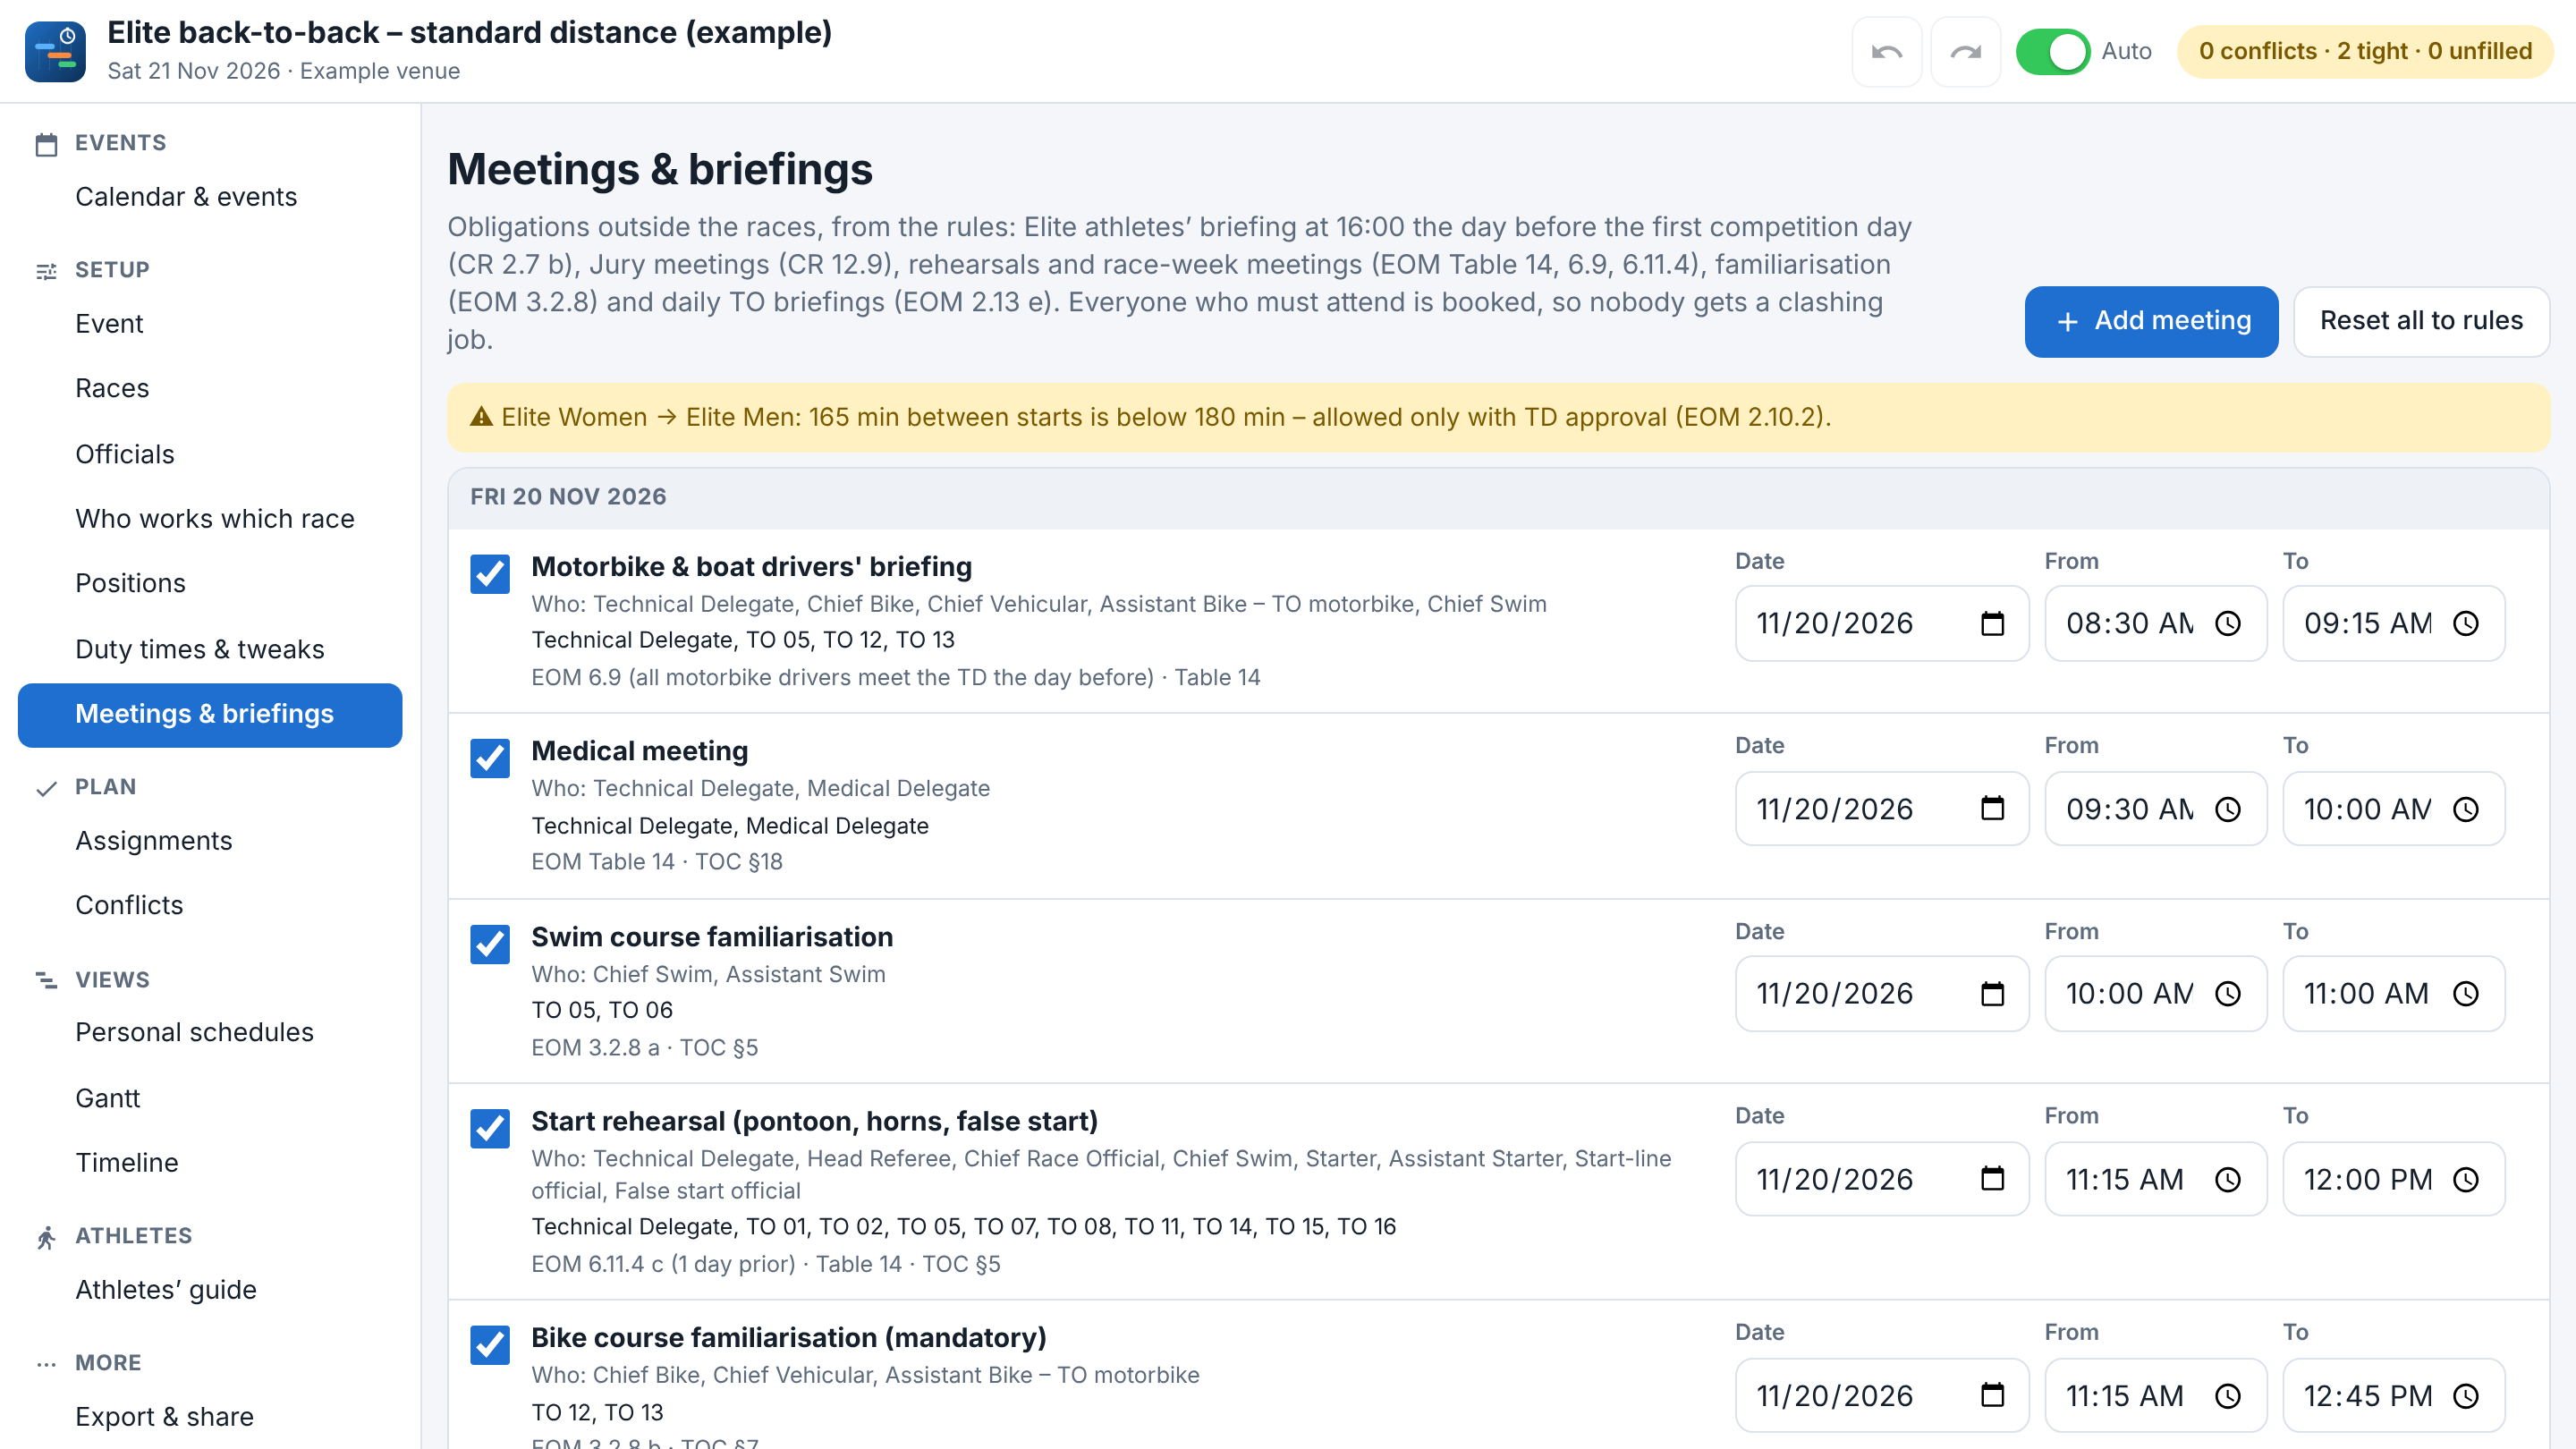 Elite back-to-back – standard distance (example)
Sat 21 Nov 2026 · Example venue
Auto
0 conflicts · 2 tight · 0 unfilled
EVENTS
Calendar & events
SETUP
Event
Races
Officials
Who works which race
Positions
Duty times & tweaks
Meetings & briefings
PLAN
Assignments
Conflicts
VIEWS
Personal schedules
Gantt
Timeline
ATHLETES
Athletes’ guide
MORE
Export & share
Meetings & briefings
Obligations outside the races, from the rules: Elite athletes’ briefing at 16:00 the day before the first competition day
(CR 2.7 b), Jury meetings (CR 12.9), rehearsals and race-week meetings (EOM Table 14, 6.9, 6.11.4), familiarisation
(EOM 3.2.8) and daily TO briefings (EOM 2.13 e). Everyone who must attend is booked, so nobody gets a clashing
job.
+ Add meeting
Reset all to rules
⚠ Elite Women → Elite Men: 165 min between starts is below 180 min – allowed only with TD approval (EOM 2.10.2).
FRI 20 NOV 2026
Motorbike & boat drivers' briefing
Who: Technical Delegate, Chief Bike, Chief Vehicular, Assistant Bike – TO motorbike, Chief Swim
Technical Delegate, TO 05, TO 12, TO 13
EOM 6.9 (all motorbike drivers meet the TD the day before) · Table 14
Date From To
11/20/2026 08:30 AM 09:15 AM
Medical meeting
Who: Technical Delegate, Medical Delegate
Technical Delegate, Medical Delegate
EOM Table 14 · TOC §18
Date From To
11/20/2026 09:30 AM 10:00 AM
Swim course familiarisation
Who: Chief Swim, Assistant Swim
TO 05, TO 06
EOM 3.2.8 a · TOC §5
Date From To
11/20/2026 10:00 AM 11:00 AM
Start rehearsal (pontoon, horns, false start)
Who: Technical Delegate, Head Referee, Chief Race Official, Chief Swim, Starter, Assistant Starter, Start-line
official, False start official
Technical Delegate, TO 01, TO 02, TO 05, TO 07, TO 08, TO 11, TO 14, TO 15, TO 16
EOM 6.11.4 c (1 day prior) · Table 14 · TOC §5
Date From To
11/20/2026 11:15 AM 12:00 PM
Bike course familiarisation (mandatory)
Who: Chief Bike, Chief Vehicular, Assistant Bike – TO motorbike
TO 12, TO 13
EOM 3.2.8 b · TOC §7
Date From To
11/20/2026 11:15 AM 12:45 PM